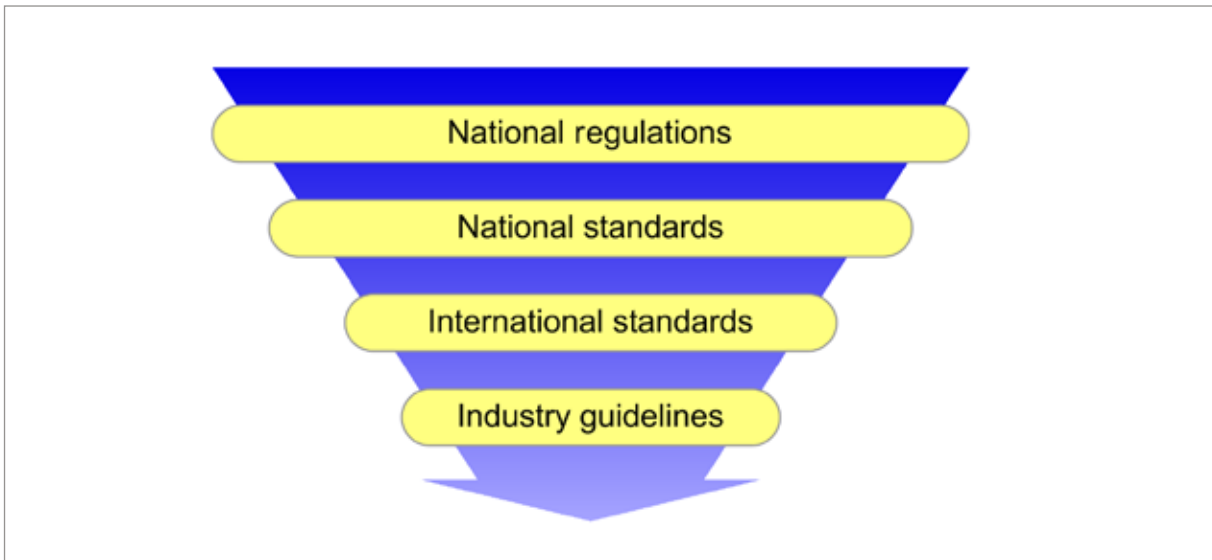 National regulations
National standards
International standards
Industry guidelines